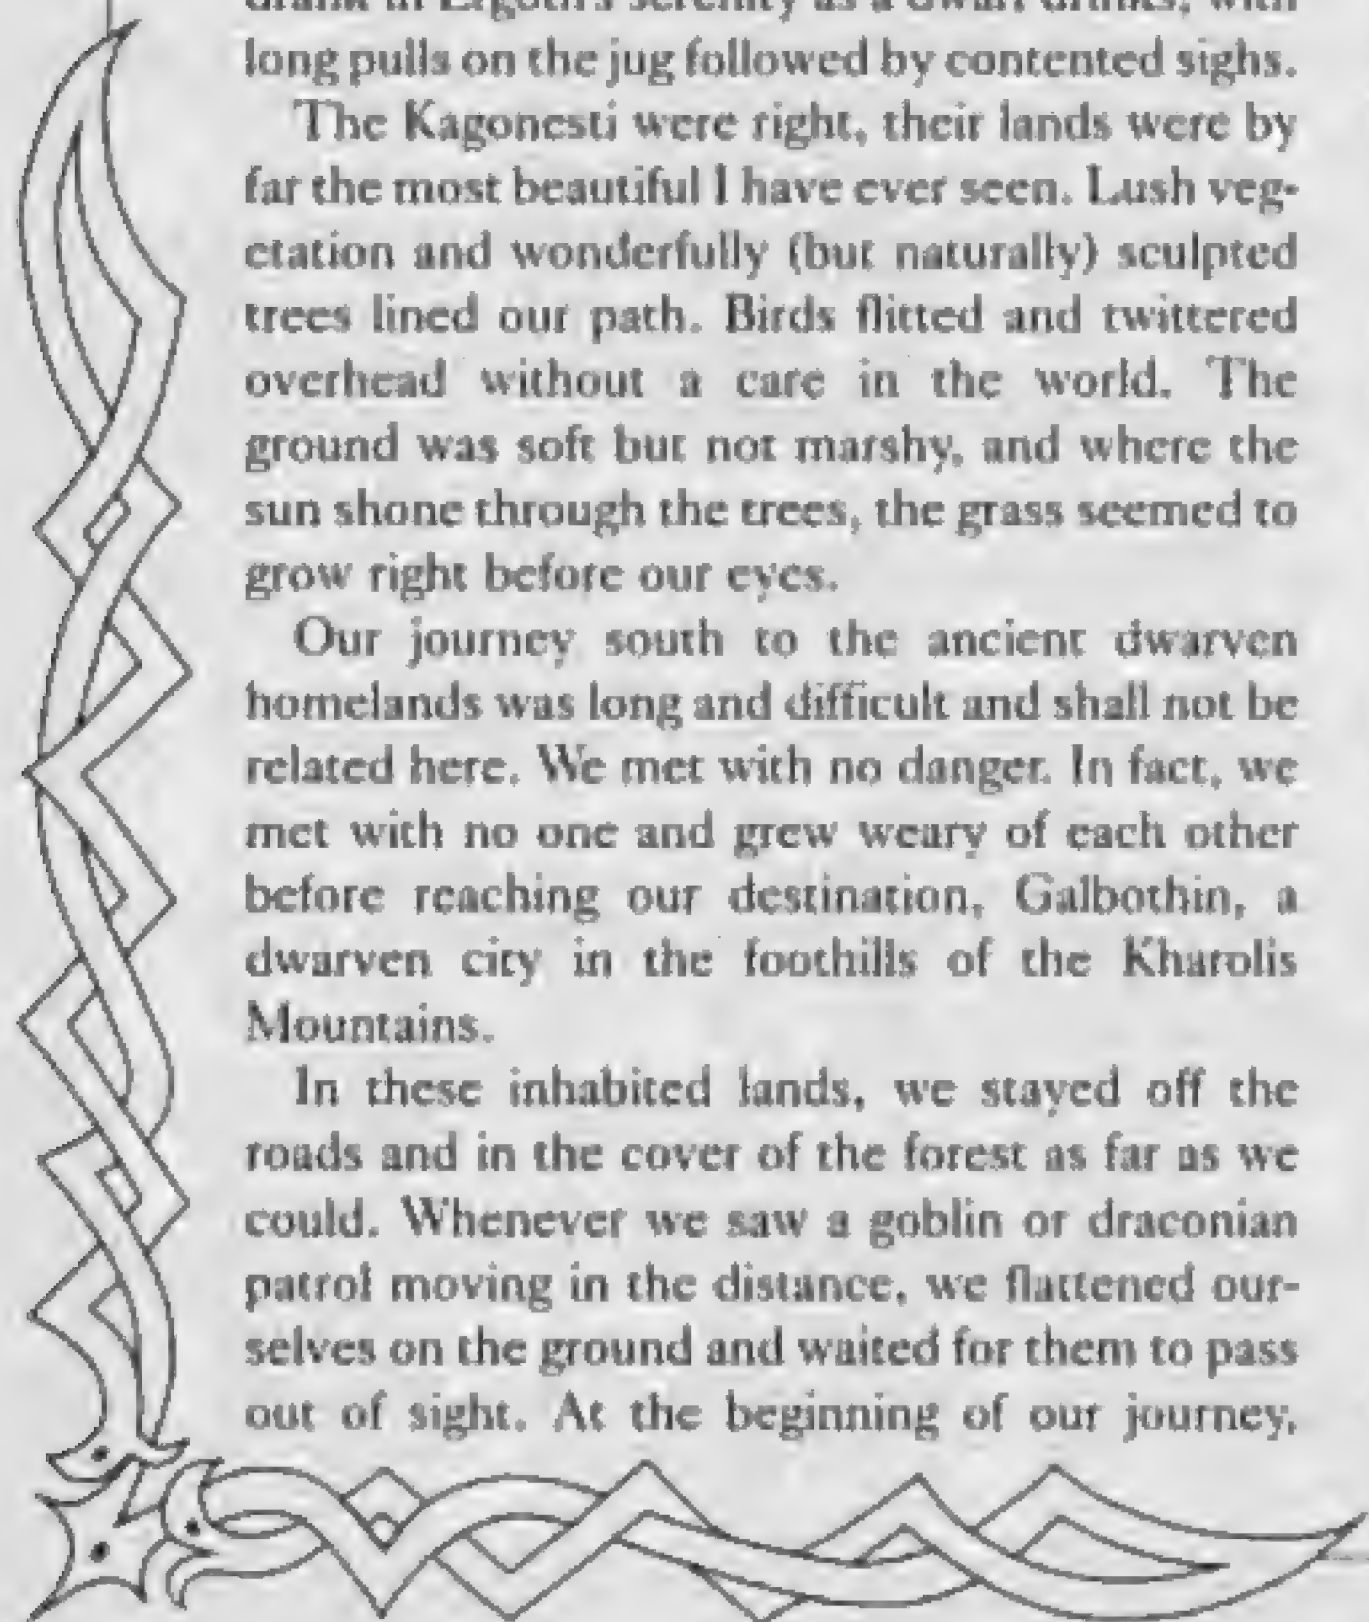 drank in Ergoth's serenity as a dwarf drinks, with
long pulls on the jug followed by contented sighs.
The Kagonesti were right, their lands were by
far the most beautiful I have ever seen. Lush veg-
etation and wonderfully (but naturally) sculpted
trees lined our path. Birds flitted and twittered
overhead without a care in the world. The
ground was soft but not marshy, and where the
sun shone through the trees, the grass seemed to
grow right before our eyes.
Our journey south to the ancient dwarven
homelands was long and difficult and shall not be
related here. We met with no danger. In fact, we
met with no one and grew weary of each other
before reaching our destination, Galbothin, a
dwarven city in the foothills of the Kharolis
Mountains.
In these inhabited lands, we stayed off the
roads and in the cover of the forest as far as we
could. Whenever we saw a goblin or draconian
patrol moving in the distance, we flattened our-
selves on the ground and waited for them to pass
out of sight. At the beginning of our journey,